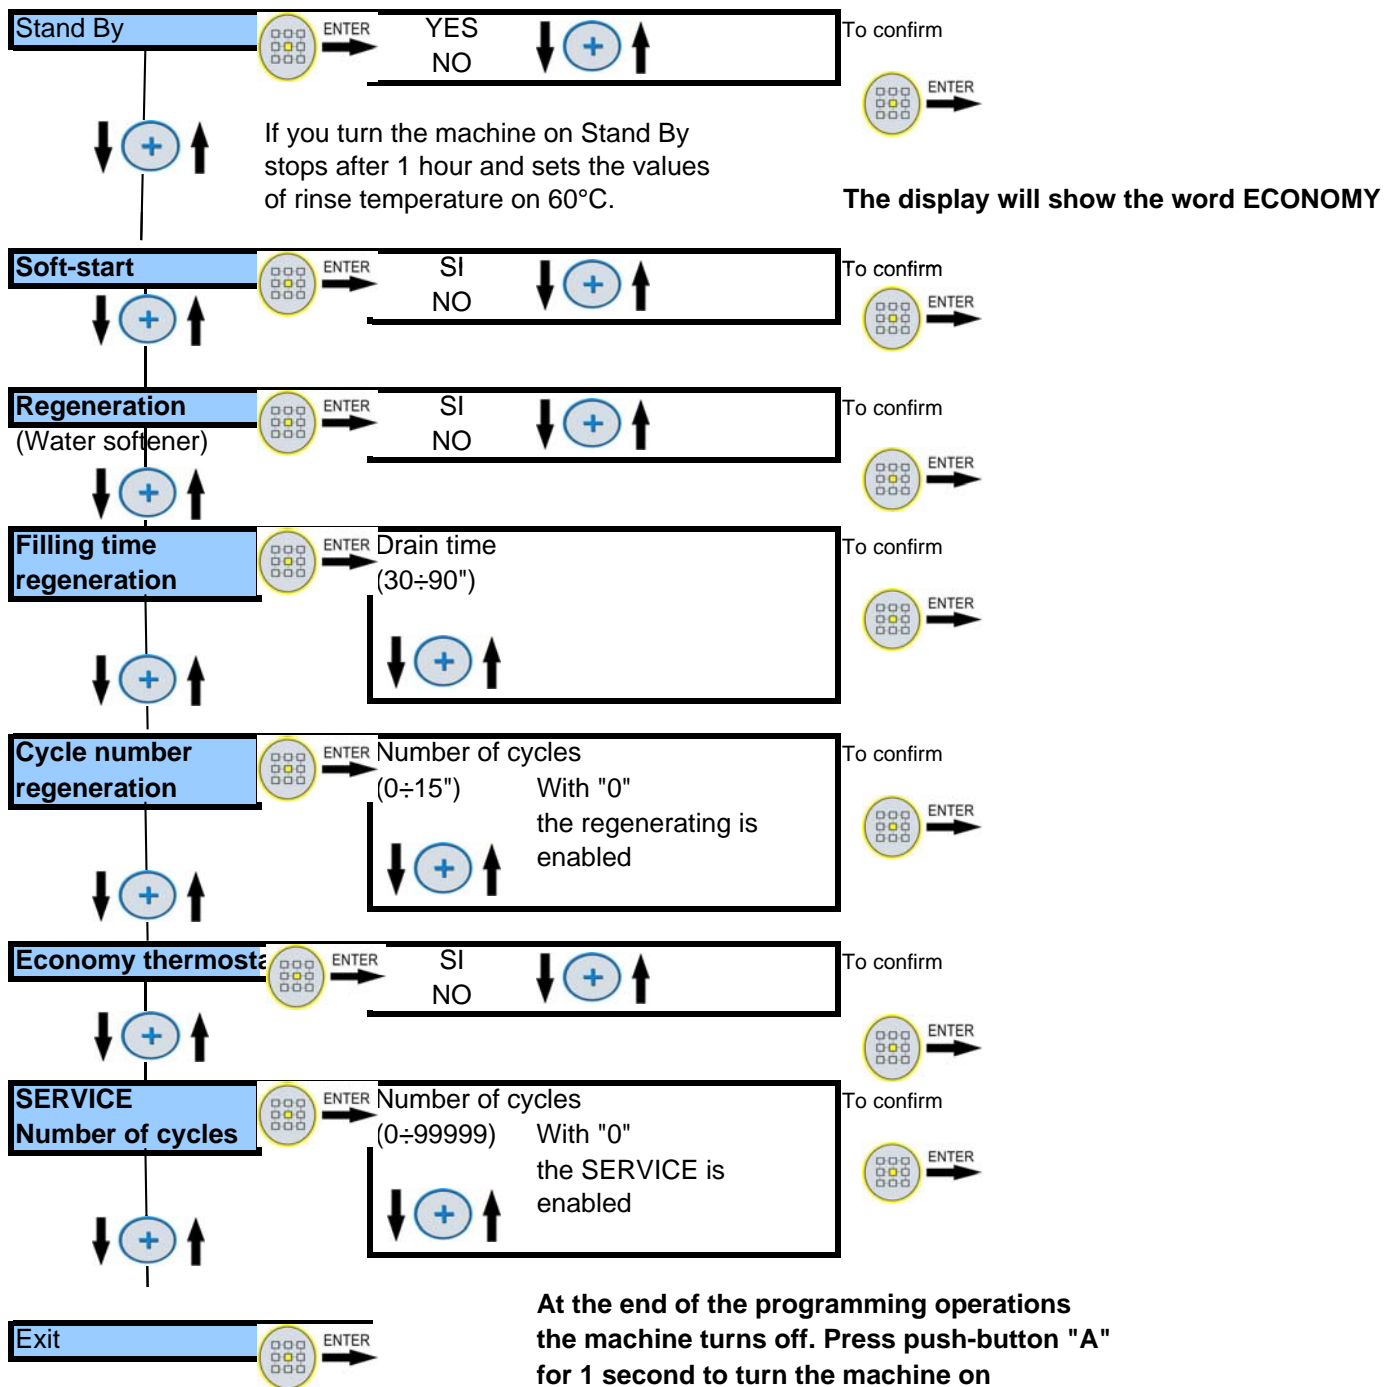 Stand By
ENTER
YES
NO
To confirm
ENTER
If you turn the machine on Stand By
stops after 1 hour and sets the values
of rinse temperature on 60°C.
The display will show the word ECONOMY
Soft-start
ENTER
SI
NO
To confirm
ENTER
Regeneration
(Water softener)
ENTER
SI
NO
To confirm
ENTER
Filling time
regeneration
ENTER
Drain time
(30÷90")
To confirm
ENTER
Cycle number
regeneration
ENTER
Number of cycles
(0÷15") With "0"
the regenerating is
enabled
To confirm
ENTER
Economy thermosta
ENTER
SI
NO
To confirm
ENTER
SERVICE
Number of cycles
ENTER
Number of cycles
(0÷99999) With "0"
the SERVICE is
enabled
To confirm
ENTER
Exit
ENTER
At the end of the programming operations
the machine turns off. Press push-button "A"
for 1 second to turn the machine on